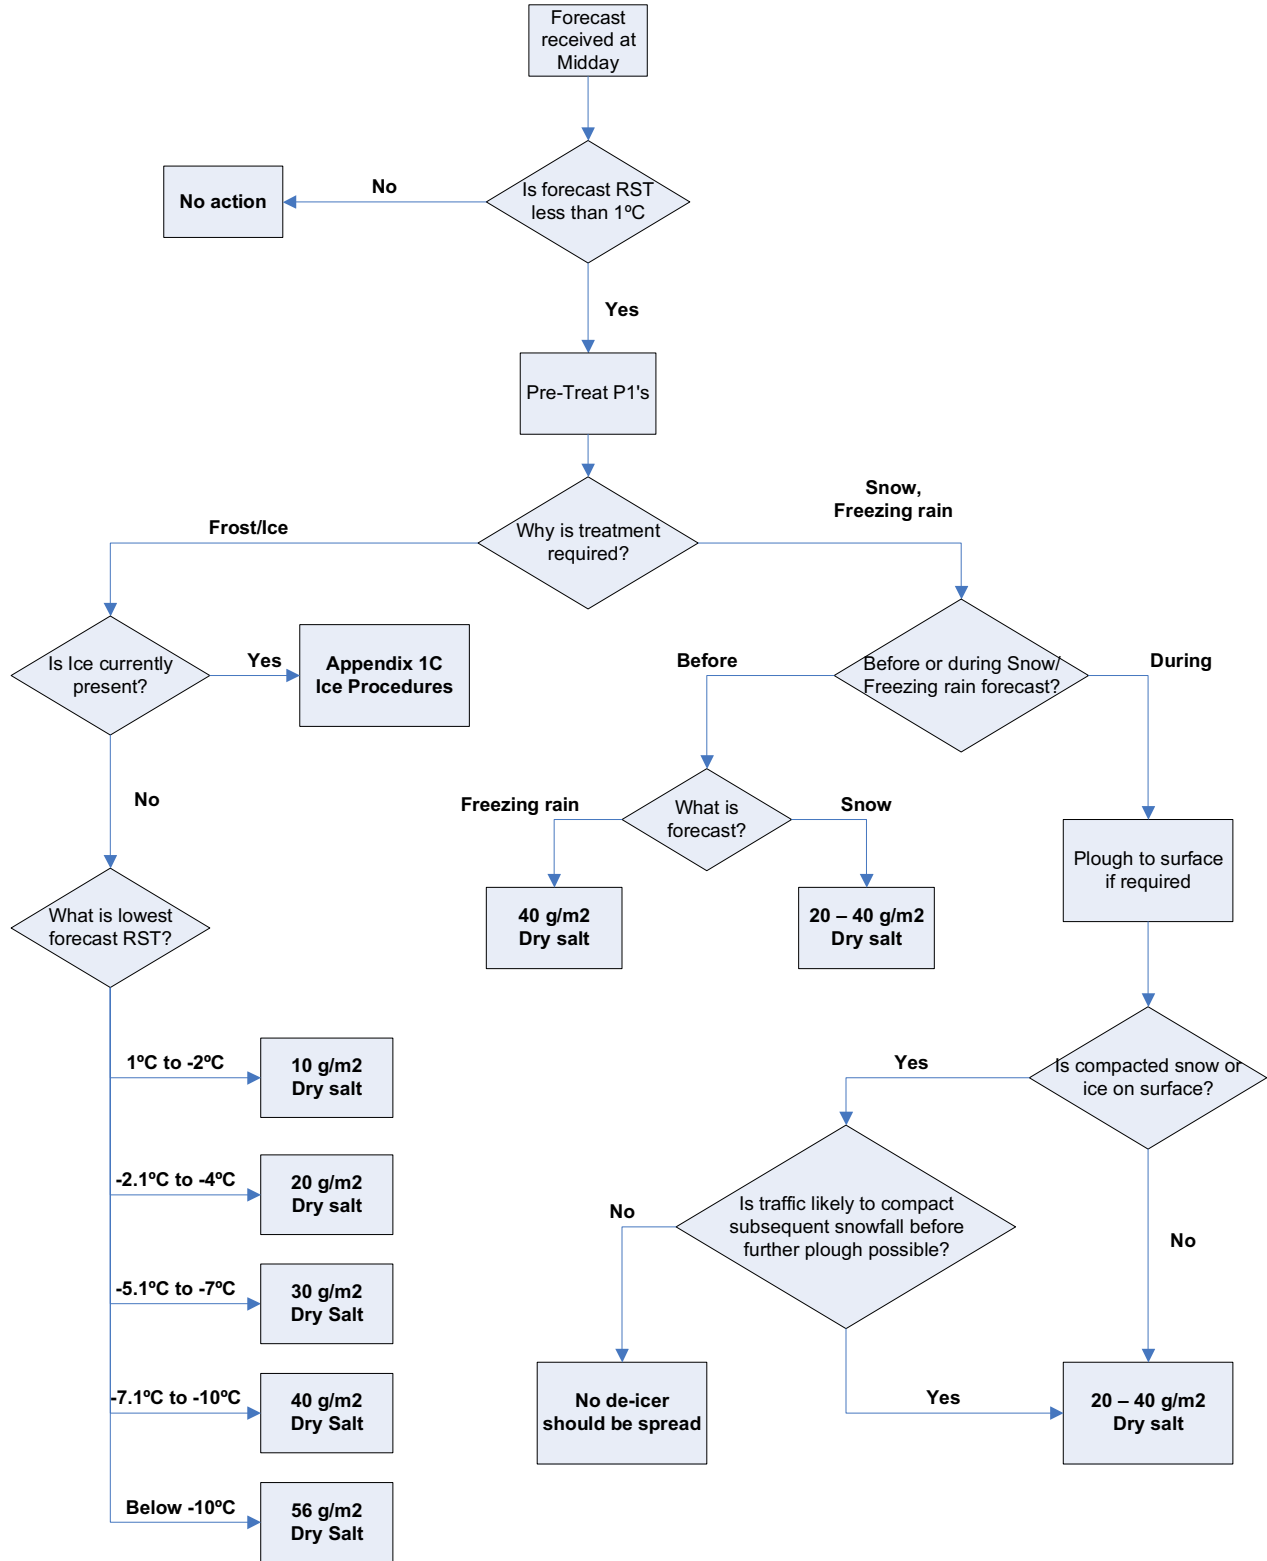 Forecast
received at
Midday
Is forecast RST
less than 1ºC
No
No action
Yes
Pre-Treat P1's
Why is treatment
required?
Frost/Ice
Snow,
Freezing rain
Is Ice currently
present?
Yes
Appendix 1C
Ice Procedures
Before or during Snow/
Freezing rain forecast?
Before
During
No
What is
forecast?
Freezing rain
Snow
40 g/m2
Dry salt
20 – 40 g/m2
Dry salt
Plough to surface
if required
What is lowest
forecast RST?
1ºC to -2ºC
10 g/m2
Dry salt
-2.1ºC to -4ºC
20 g/m2
Dry salt
-5.1ºC to -7ºC
30 g/m2
Dry Salt
-7.1ºC to -10ºC
40 g/m2
Dry Salt
Below -10ºC
56 g/m2
Dry Salt
Is compacted snow or
ice on surface?
Yes
No
Is traffic likely to compact
subsequent snowfall before
further plough possible?
No
Yes
No de-icer
should be spread
20 – 40 g/m2
Dry salt